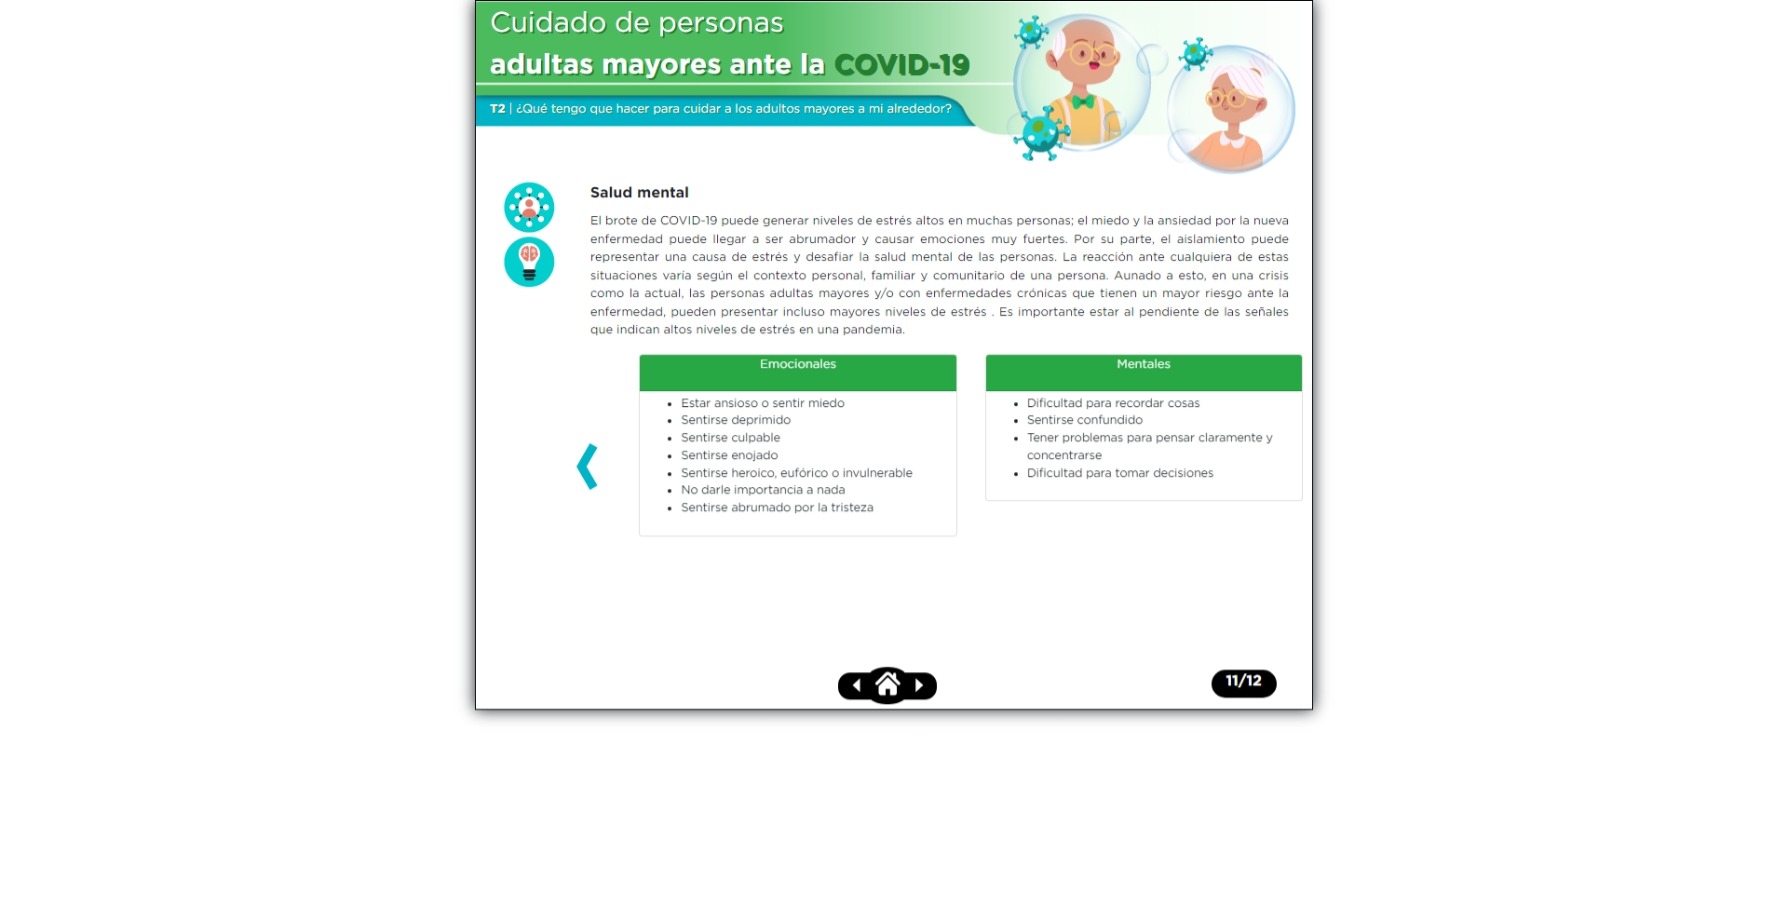 Cuidado de personas
adultas mayores ante la COVID-19
T2 | ¿Qué tengo que hacer para cuidar a los adultos mayores a mi alrededor?
Salud mental
El brote de COVID-19 puede generar niveles de estrés altos en muchas personas; el miedo y la ansiedad por la nueva
enfermedad puede llegar a ser abrumador y causar emociones muy fuertes. Por su parte, el aislamiento puede
representar una causa de estrés y desafiar la salud mental de las personas. La reacción ante cualquiera de estas
situaciones varía según el contexto personal, familiar y comunitario de una persona. Aunado a esto, en una crisis
como la actual, las personas adultas mayores y/o con enfermedades crónicas que tienen un mayor riesgo ante la
enfermedad, pueden presentar incluso mayores niveles de estrés . Es importante estar al pendiente de las señales
que indican altos niveles de estrés en una pandemia.
Emocionales
• Estar ansioso o sentir miedo
• Sentirse deprimido
• Sentirse culpable
• Sentirse enojado
• Sentirse heroico, eufórico o invulnerable
• No darle importancia a nada
• Sentirse abrumado por la tristeza
Mentales
• Dificultad para recordar cosas
• Sentirse confundido
• Tener problemas para pensar claramente y
concentrarse
• Dificultad para tomar decisiones
11/12